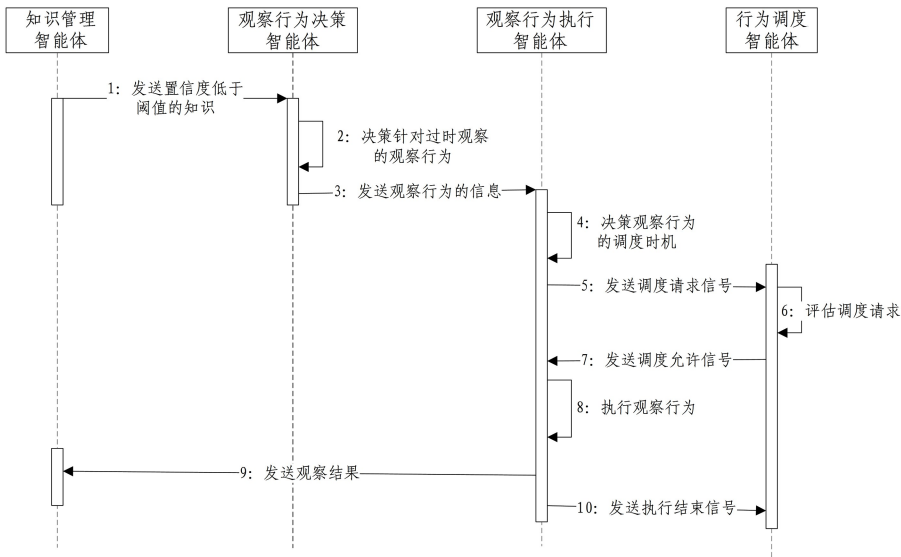 知识管理
智能体
观察行为决策
智能体
观察行为执行
智能体
行为调度
智能体
1：发送置信度低于
阈值的知识
2：决策针对过时观察
的观察行为
3：发送观察行为的信息
4：决策观察行为
的调度时机
5：发送调度请求信号
6：评估调度请求
7：发送调度允许信号
8：执行观察行为
9：发送观察结果
10：发送执行结束信号